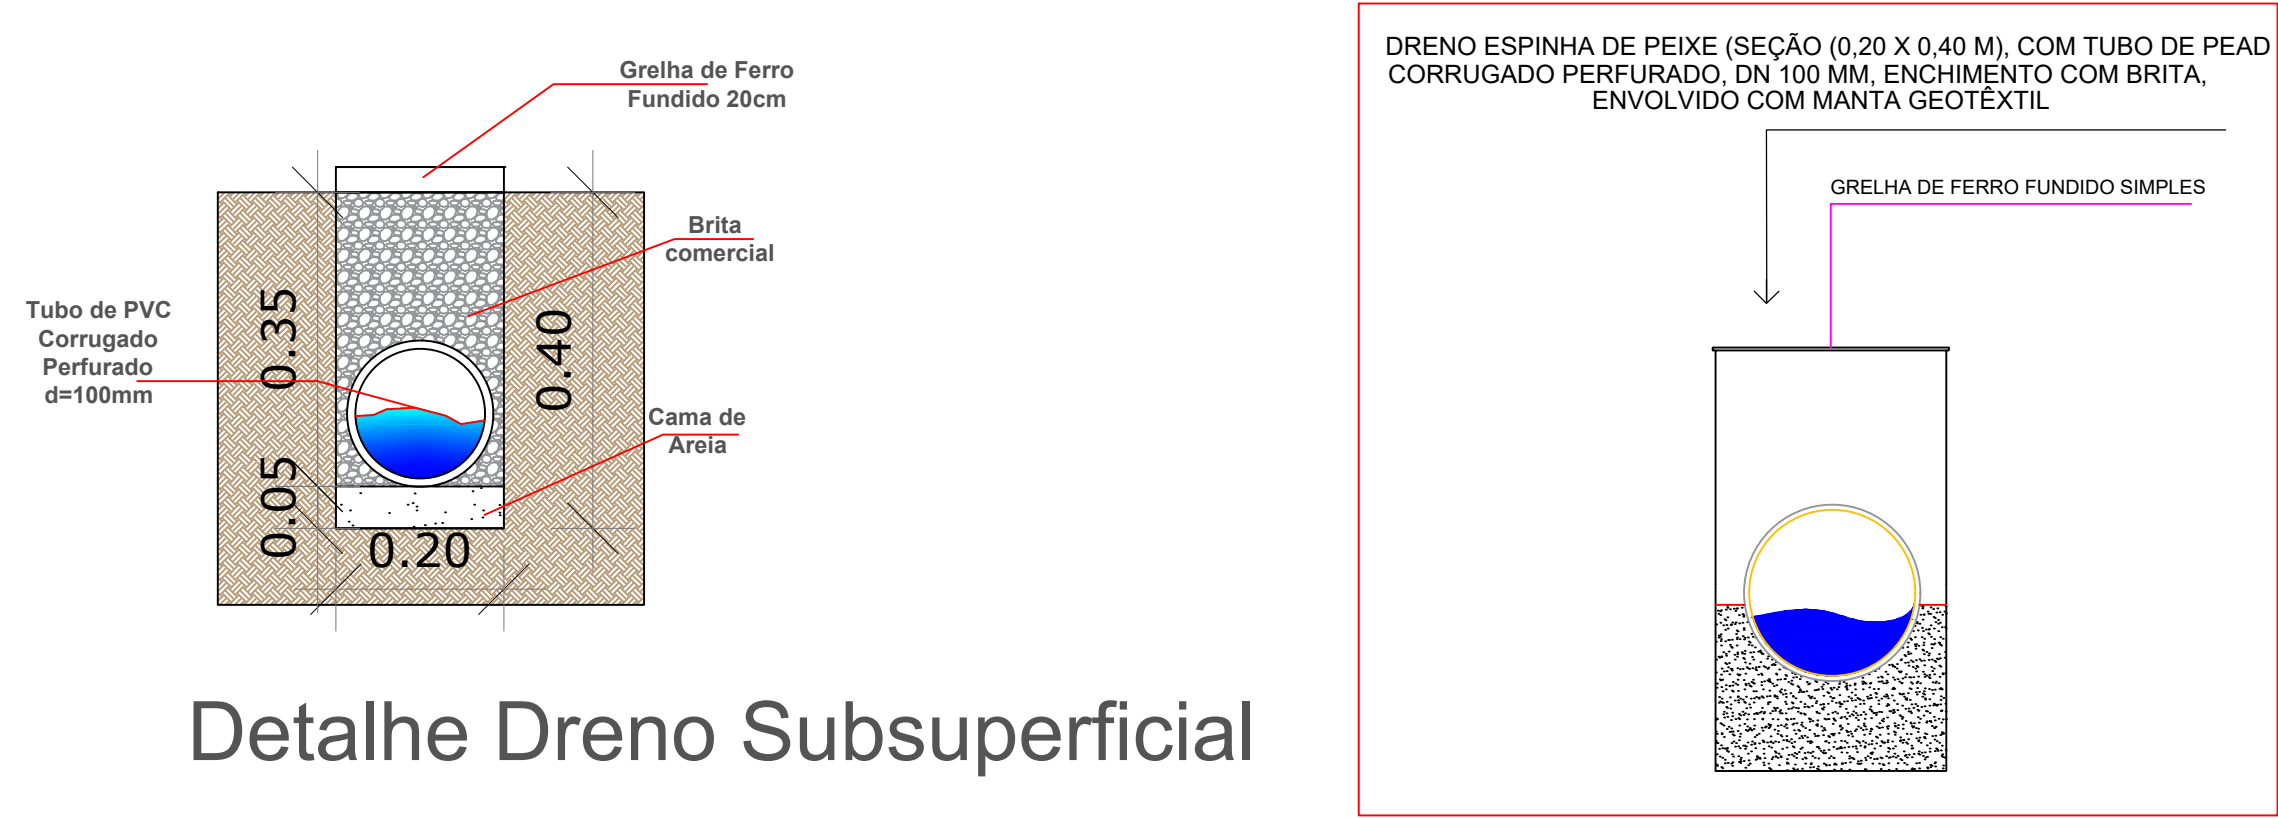 Grelha de Ferro
Fundido 20cm
Brita
comercial
Tubo de PVC
Corrugado
Perfurado
d=100mm
0.35
0.40
Cama de
Areia
0.05
0.20
Detalhe Dreno Subsuperficial
DRENO ESPINHA DE PEIXE (SEÇÃO (0,20 X 0,40 M), COM TUBO DE PEAD
CORRUGADO PERFURADO, DN 100 MM, ENCHIMENTO COM BRITA,
ENVOLVIDO COM MANTA GEOTÊXTIL
GRELHA DE FERRO FUNDIDO SIMPLES